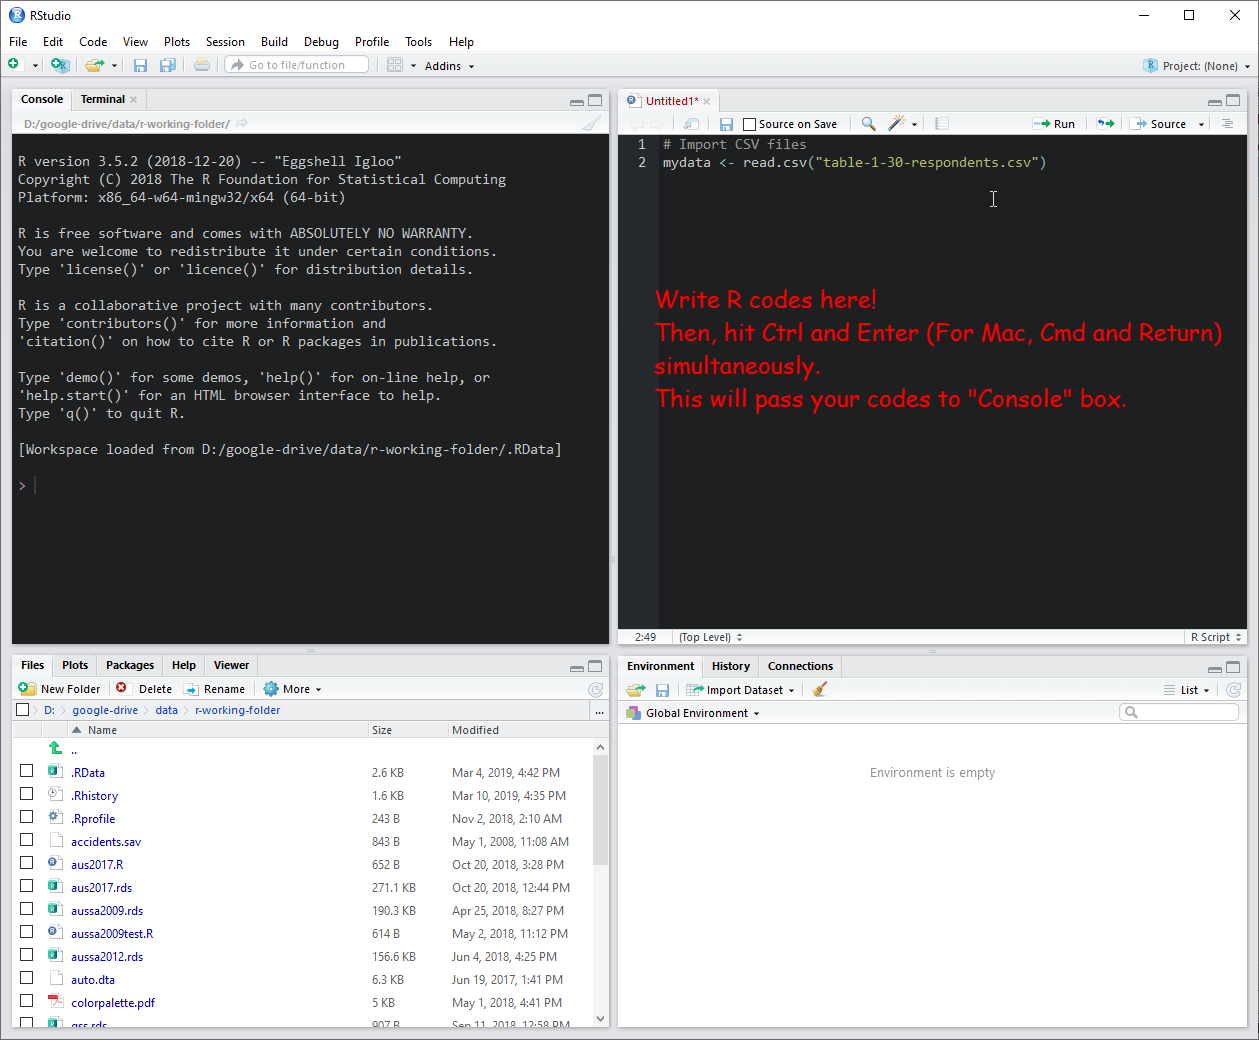 RStudio
File Edit Code View Plots Session Build Debug Profile Tools Help
Go to file/function Addins Project: (None)
Console Terminal
D:/google-drive/data/r-working-folder/
R version 3.5.2 (2018-12-20) -- "Eggshell Igloo"
Copyright (C) 2018 The R Foundation for Statistical Computing
Platform: x86_64-w64-mingw32/x64 (64-bit)
R is free software and comes with ABSOLUTELY NO WARRANTY.
You are welcome to redistribute it under certain conditions.
Type 'license()' or 'licence()' for distribution details.
R is a collaborative project with many contributors.
Type 'contributors()' for more information and
'citation()' on how to cite R or R packages in publications.
Type 'demo()' for some demos, 'help()' for on-line help, or
'help.start()' for an HTML browser interface to help.
Type 'q()' to quit R.
[Workspace loaded from D:/google-drive/data/r-working-folder/.RData]
>
Untitled1*
Source on Save Run Source
1 # Import CSV files
2 mydata <- read.csv("table-1-30-respondents.csv")
Write R codes here!
Then, hit Ctrl and Enter (For Mac, Cmd and Return)
simultaneously.
This will pass your codes to "Console" box.
2:49 (Top Level) R Script
Files Plots Packages Help Viewer
New Folder Delete Rename More
D: google-drive data r-working-folder ...
Name Size Modified
..
.RData 2.6 KB Mar 4, 2019, 4:42 PM
.Rhistory 1.6 KB Mar 10, 2019, 4:35 PM
.Rprofile 243 B Nov 2, 2018, 2:10 AM
accidents.sav 843 B May 1, 2008, 11:08 AM
aus2017.R 652 B Oct 20, 2018, 3:28 PM
aus2017.rds 271.1 KB Oct 20, 2018, 12:44 PM
aussa2009.rds 190.3 KB Apr 25, 2018, 8:27 PM
aussa2009test.R 614 B May 2, 2018, 11:12 PM
aussa2012.rds 156.6 KB Jun 4, 2018, 4:25 PM
auto.dta 6.3 KB Jun 19, 2017, 1:41 PM
colorpalette.pdf 5 KB May 1, 2018, 4:41 PM
gss.rds 907 B Sep 11, 2018, 12:58 PM
Environment History Connections
Import Dataset List
Global Environment
Environment is empty